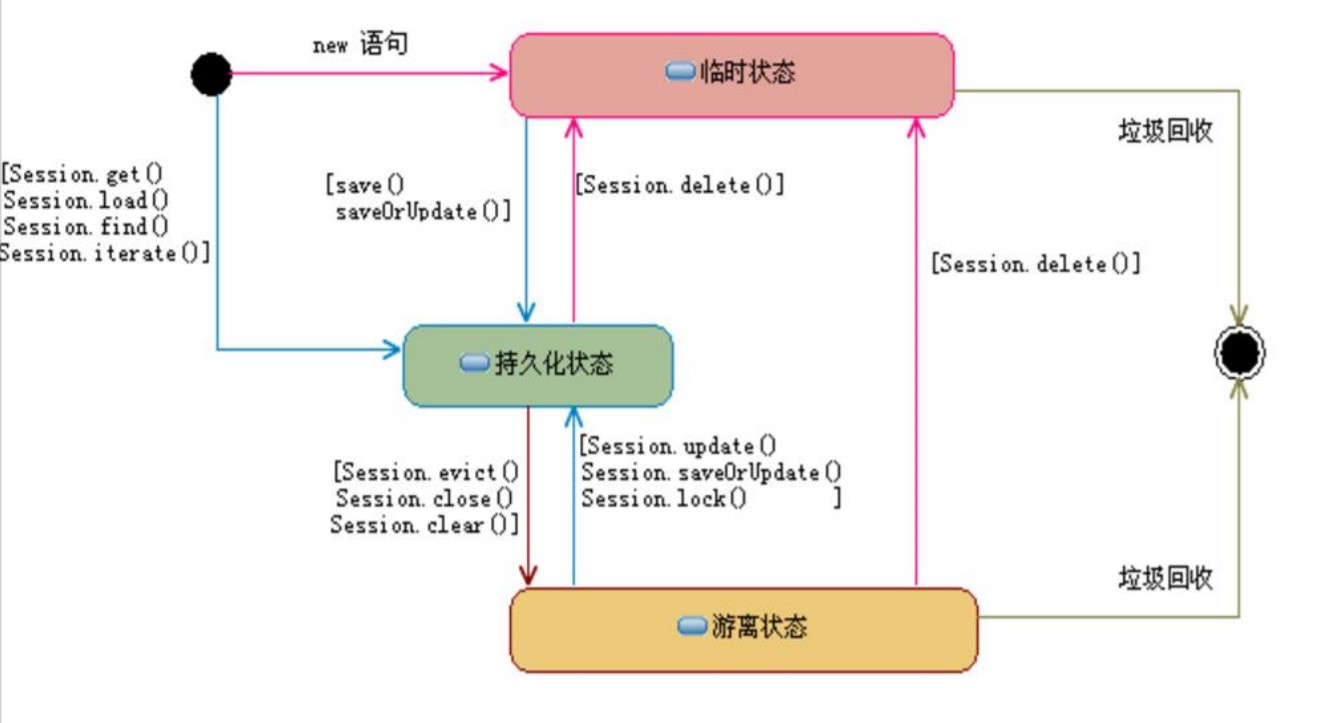 new 语句
临时状态
垃圾回收
[Session.get()
Session.load()
Session.find()
Session.iterate()]
[save()
saveOrUpdate()]
[Session.delete()]
[Session.delete()]
持久化状态
[Session.evict()
Session.close()
Session.clear()]
[Session.update()
Session.saveOrUpdate()
Session.lock() ]
垃圾回收
游离状态